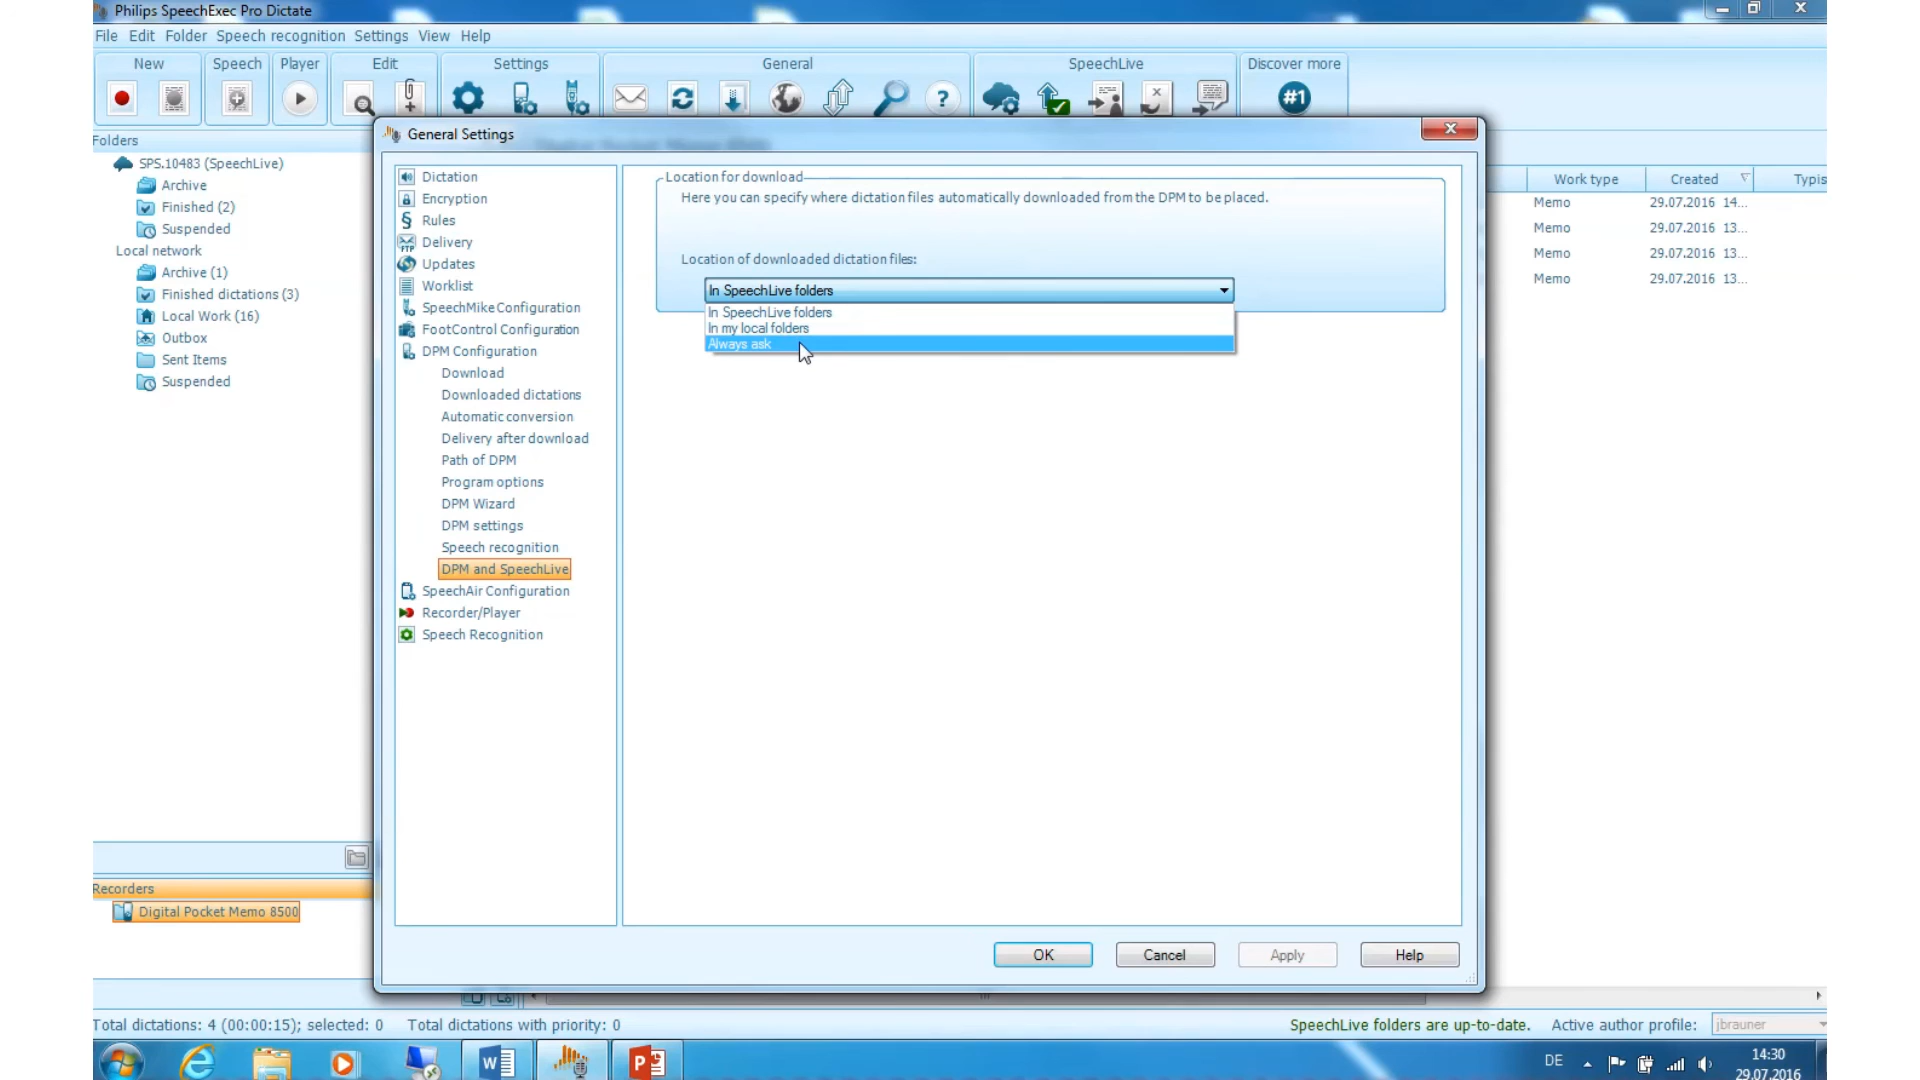 Philips SpeechExec Pro Dictate
File Edit Folder Speech recognition Settings View Help
New Speech Player Edit Settings General SpeechLive Discover more
#1
General Settings
Folders
SPS.10483 (SpeechLive)
Archive
Finished (2)
Suspended
Local network
Archive (1)
Finished dictations (3)
Local Work (16)
Outbox
Sent Items
Suspended
Recorders
Digital Pocket Memo 8500
Dictation
Encryption
Rules
Delivery
Updates
Worklist
SpeechMike Configuration
FootControl Configuration
DPM Configuration
Download
Downloaded dictations
Automatic conversion
Delivery after download
Path of DPM
Program options
DPM Wizard
DPM settings
Speech recognition
DPM and SpeechLive
SpeechAir Configuration
Recorder/Player
Speech Recognition
Location for download
Here you can specify where dictation files automatically downloaded from the DPM to be placed.
Location of downloaded dictation files:
In SpeechLive folders
In SpeechLive folders
In my local folders
Always ask
OK Cancel Apply Help
Work type Created Typis
Memo 29.07.2016 14...
Memo 29.07.2016 13...
Memo 29.07.2016 13...
Memo 29.07.2016 13...
Total dictations: 4 (00:00:15); selected: 0 Total dictations with priority: 0 SpeechLive folders are up-to-date. Active author profile: jbrauner
DE 14:30
29.07.2016